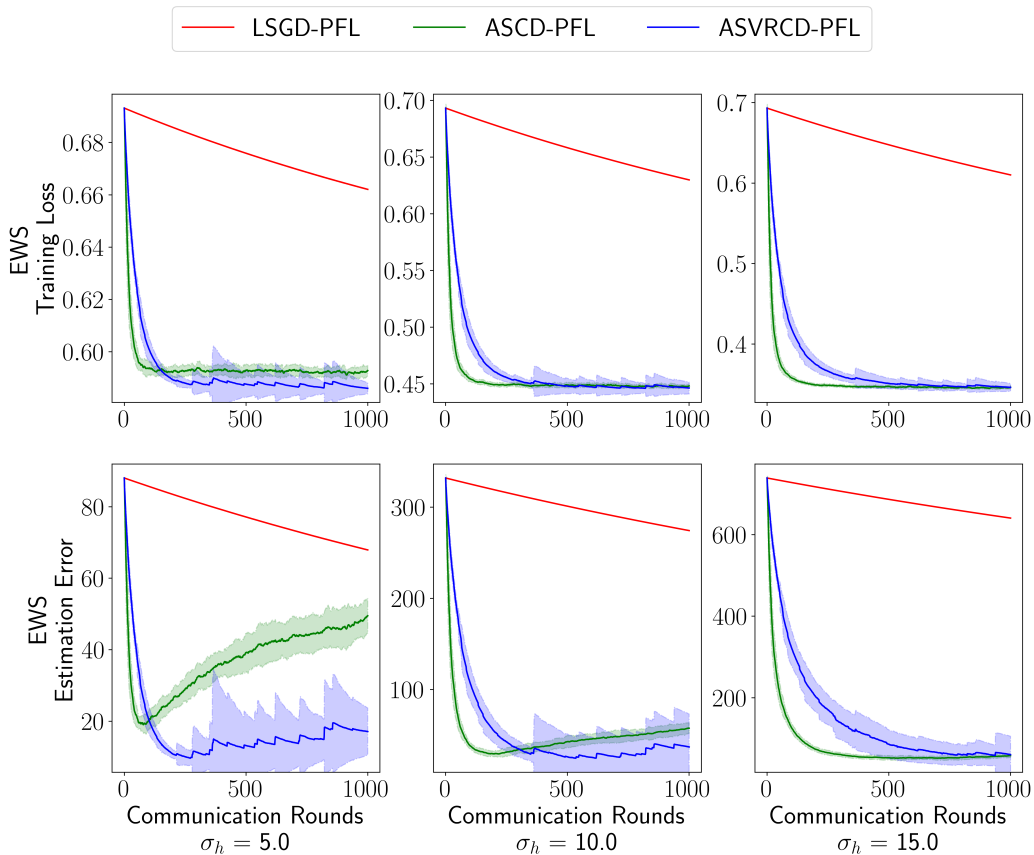 LSGD-PFL ASCD-PFL ASVRCD-PFL
EWS
Training Loss
0.68
0.66
0.64
0.62
0.60
0 500 1000
0.70
0.65
0.60
0.55
0.50
0.45
0 500 1000
0.7
0.6
0.5
0.4
0 500 1000
EWS
Estimation Error
80
60
40
20
0 500 1000
Communication Rounds
σh = 5.0
300
200
100
0 500 1000
Communication Rounds
σh = 10.0
600
400
200
0 500 1000
Communication Rounds
σh = 15.0